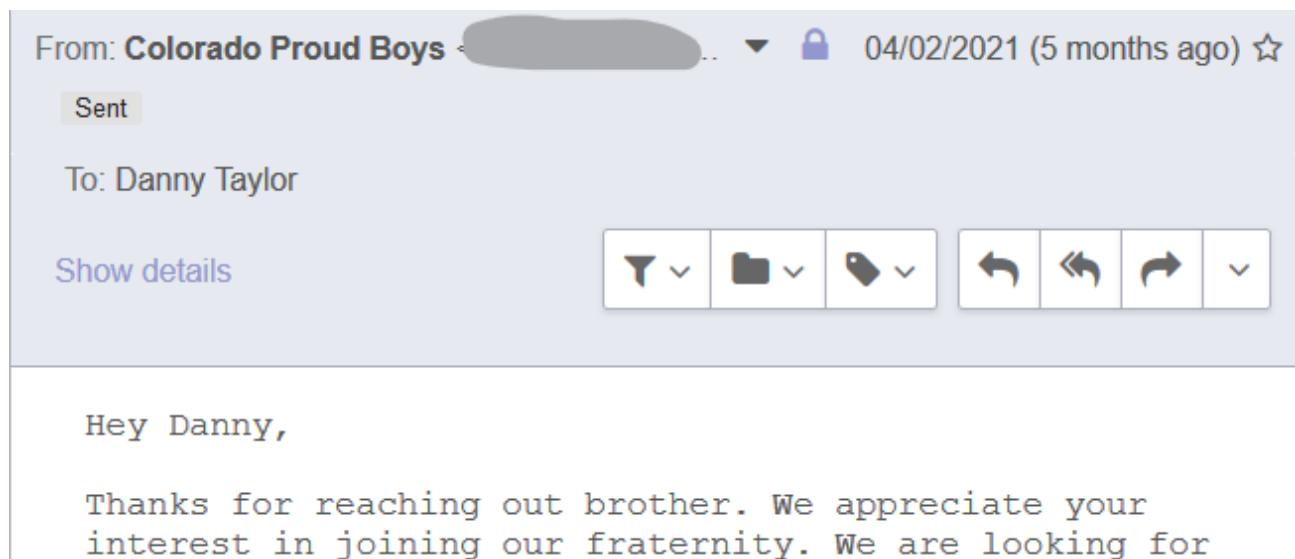 From: Colorado Proud Boys < .. 04/02/2021 (5 months ago)
Sent
To: Danny Taylor
Show details
Hey Danny,
Thanks for reaching out brother. We appreciate your
interest in joining our fraternity. We are looking for